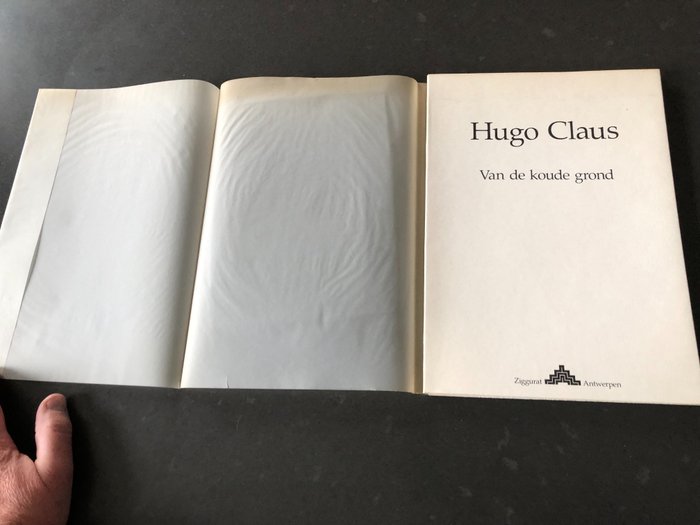 Hugo Claus
Van de koude grond
Ziggurat Antwerpen